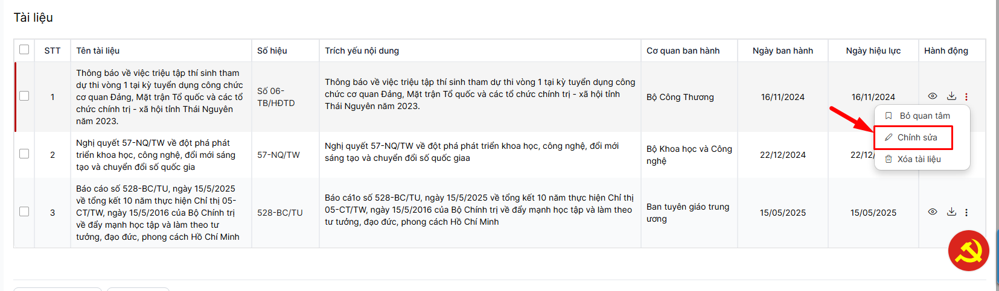 Tài liệu
STT Tên tài liệu Số hiệu Trích yếu nội dung Cơ quan ban hành Ngày ban hành Ngày hiệu lực Hành động
1
Thông báo về việc triệu tập thí sinh tham
dự thi vòng 1 tại kỳ tuyển dụng công chức
cơ quan Đảng, Mặt trận Tổ quốc và các tổ
chức chính trị - xã hội tỉnh Thái Nguyên
năm 2023.
Số 06-
TB/HĐTD
Thông báo về việc triệu tập thí sinh tham dự thi vòng 1 tại kỳ tuyển dụng công
chức cơ quan Đảng, Mặt trận Tổ quốc và các tổ chức chính trị - xã hội tỉnh
Thái Nguyên năm 2023.
Bộ Công Thương
16/11/2024
16/11/2024
Bỏ quan tâm
Chỉnh sửa
Xóa tài liệu
2
Nghị quyết 57-NQ/TW về đột phá phát
triển khoa học, công nghệ, đổi mới sáng
tạo và chuyển đổi số quốc gia
57-NQ/TW
Nghị quyết 57-NQ/TW về đột phá phát triển khoa học, công nghệ, đổi mới
sáng tạo và chuyển đổi số quốc giaa
Bộ Khoa học và Công
nghệ
22/12/2024
22/12/
3
Báo cáo số 528-BC/TU, ngày 15/5/2025
về tổng kết 10 năm thực hiện Chỉ thị 05-
CT/TW, ngày 15/5/2016 của Bộ Chính trị
về đẩy mạnh học tập và làm theo tư
tưởng, đạo đức, phong cách Hồ Chí Minh
528-BC/TU
Báo cá1o số 528-BC/TU, ngày 15/5/2025 về tổng kết 10 năm thực hiện Chỉ thị
05-CT/TW, ngày 15/5/2016 của Bộ Chính trị về đẩy mạnh học tập và làm theo
tư tưởng, đạo đức, phong cách Hồ Chí Minh
Ban tuyên giáo trung
ương
15/05/2025
15/05/2025